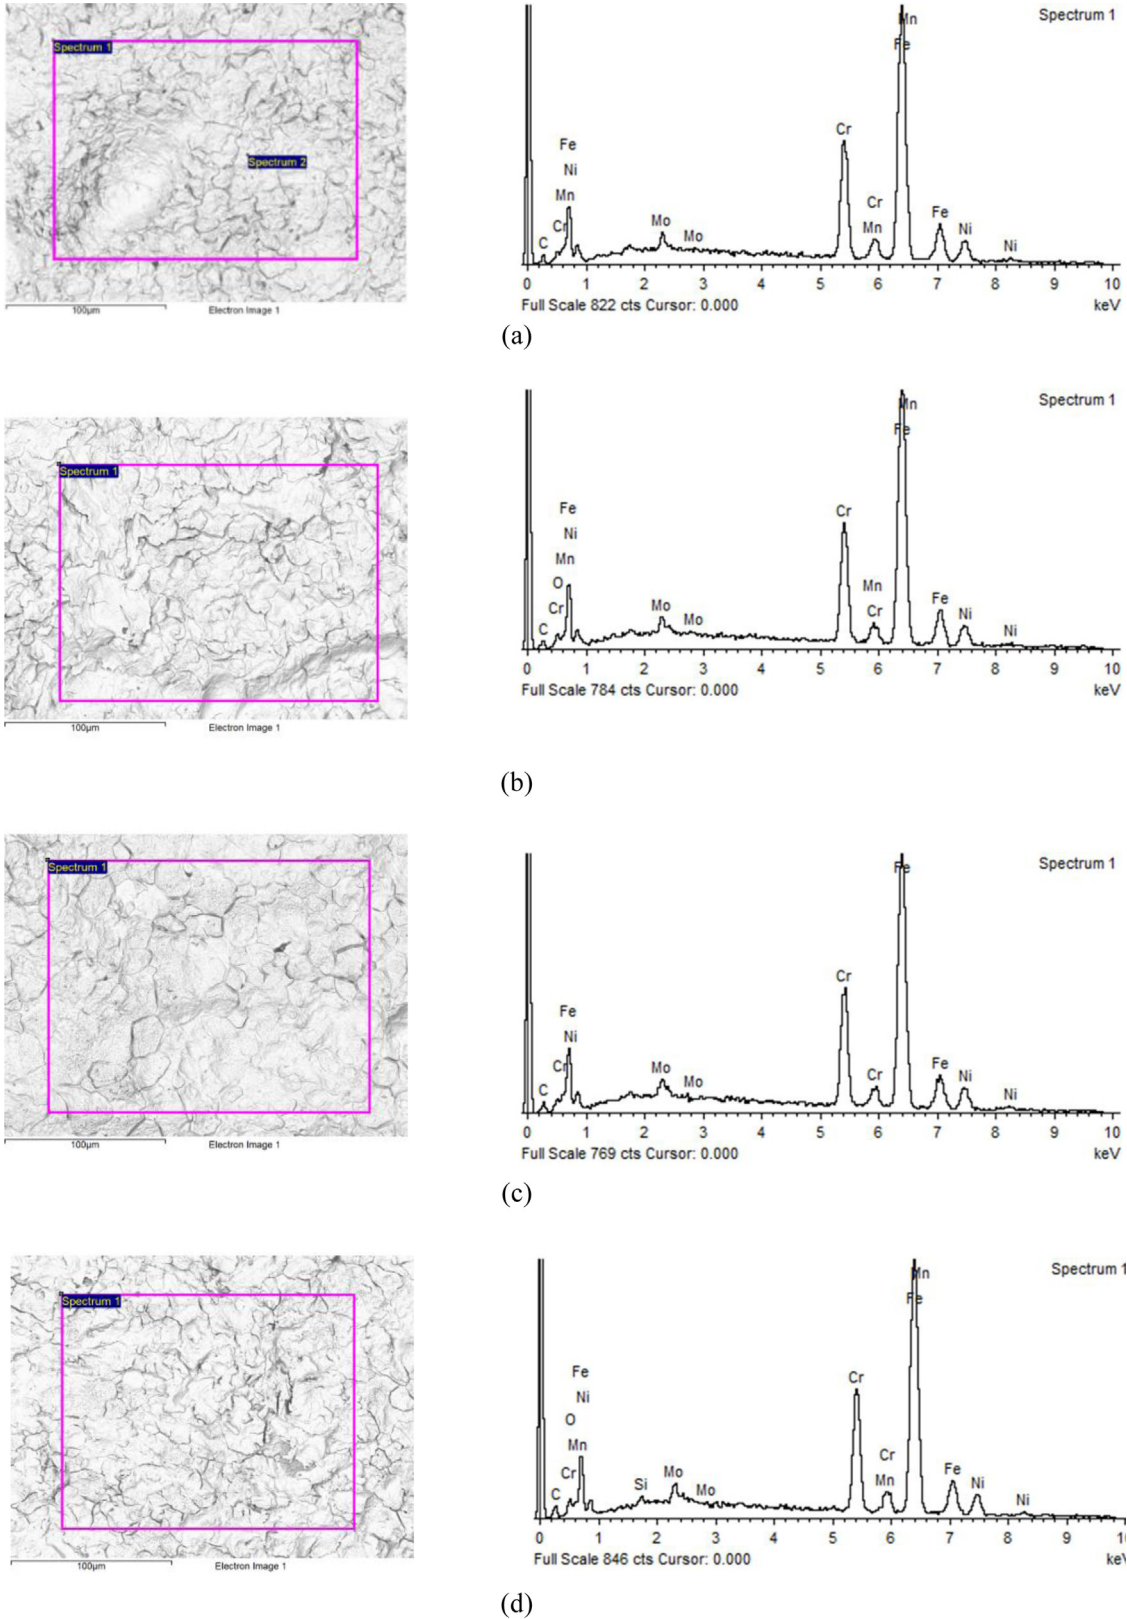 Spectrum 1
Spectrum 2
100µm
Electron Image 1
Spectrum 1
Mn
Fe
Cr
Fe
Ni
Mn
Cr
C
Mo
Mo
Cr
Mn
Fe
Ni
Ni
0 1 2 3 4 5 6 7 8 9 10
Full Scale 822 cts Cursor: 0.000
keV
(a)
Spectrum 1
100µm
Electron Image 1
Spectrum 1
Mn
Fe
Cr
Fe
Ni
Mn
O
Cr
C
Mo
Mo
Mn
Cr
Fe
Ni
Ni
0 1 2 3 4 5 6 7 8 9 10
Full Scale 784 cts Cursor: 0.000
keV
(b)
Spectrum 1
100µm
Electron Image 1
Spectrum 1
Fe
Cr
Fe
Ni
Cr
C
Mo
Mo
Cr
Fe
Ni
Ni
0 1 2 3 4 5 6 7 8 9 10
Full Scale 769 cts Cursor: 0.000
keV
(c)
Spectrum 1
100µm
Electron Image 1
Spectrum 1
Mn
Fe
Cr
Fe
Ni
O
Mn
Cr
C
Si
Mo
Mo
Cr
Mn
Fe
Ni
Ni
0 1 2 3 4 5 6 7 8 9 10
Full Scale 846 cts Cursor: 0.000
keV
(d)